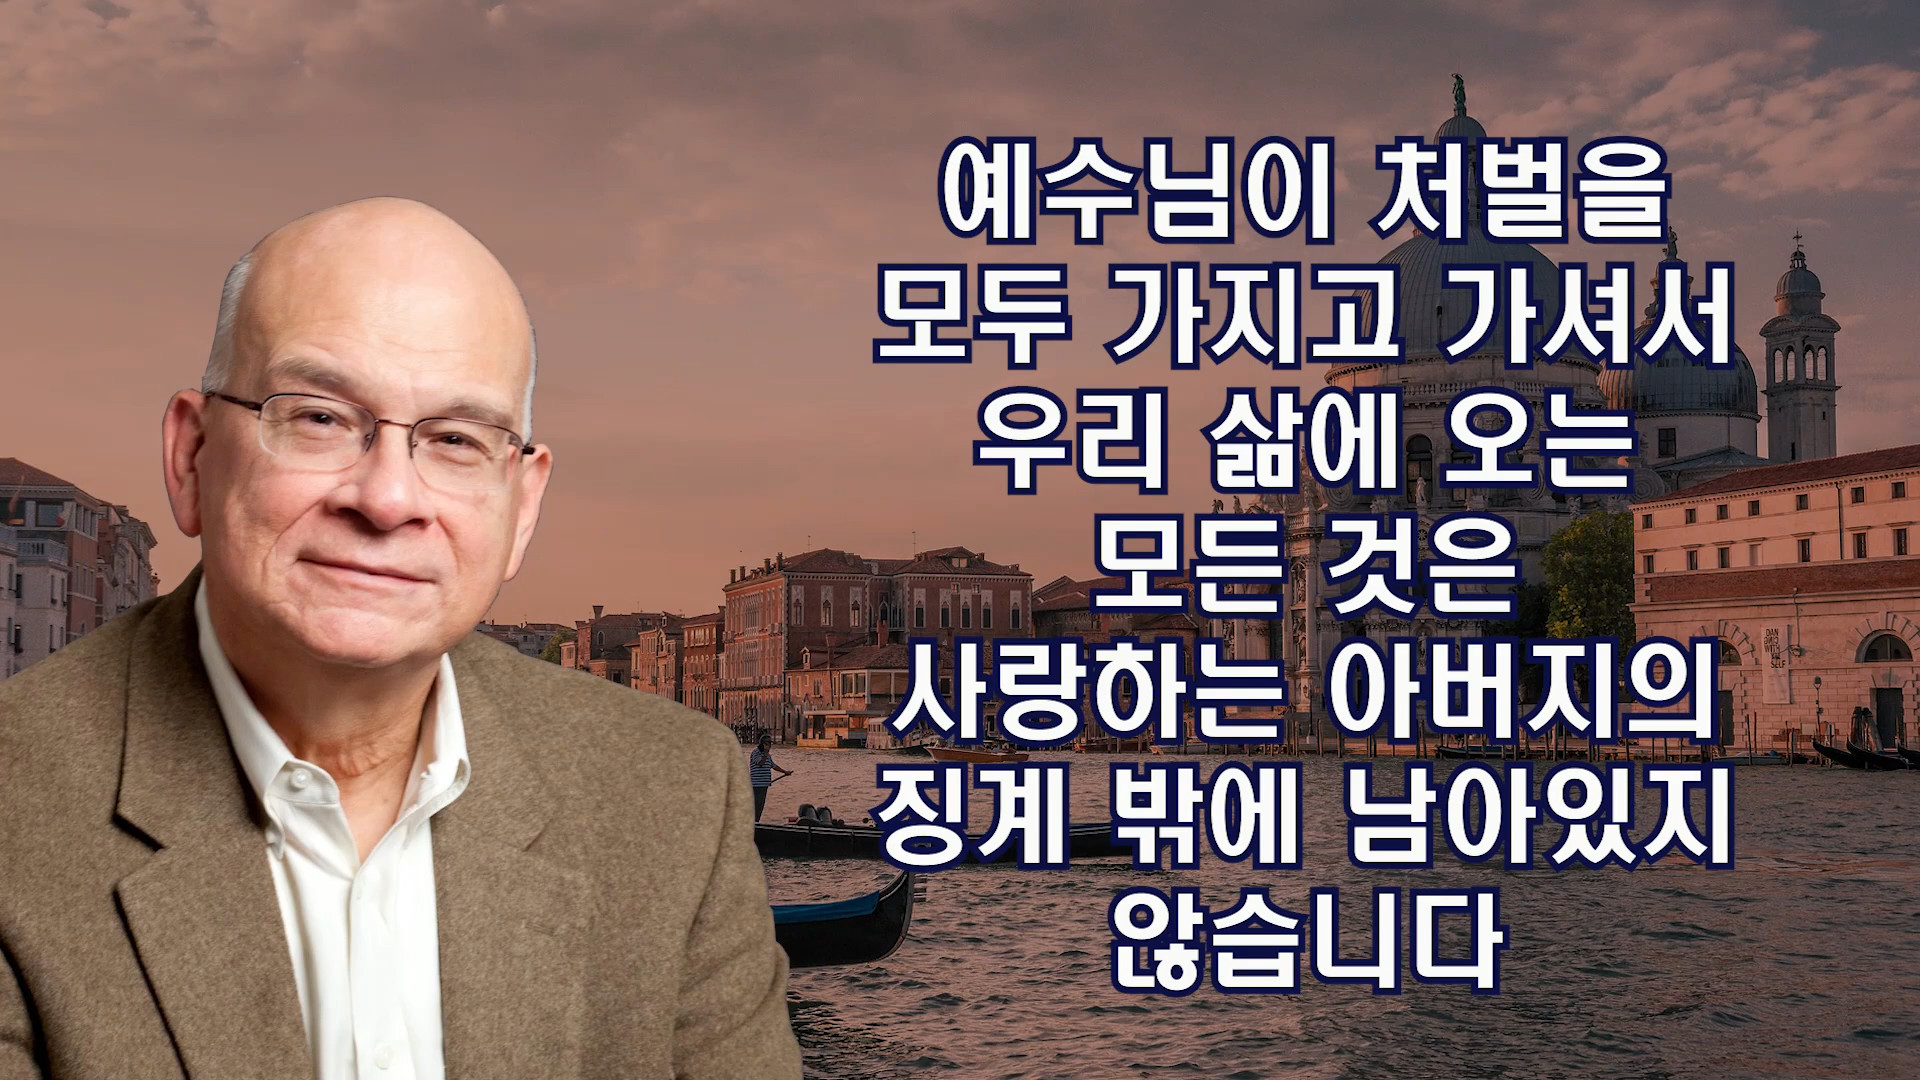 예수님이 처벌을
모두 가지고 가셔서
우리 삶에 오는
모든 것은
사랑하는 아버지의
징계 밖에 남아있지
않습니다